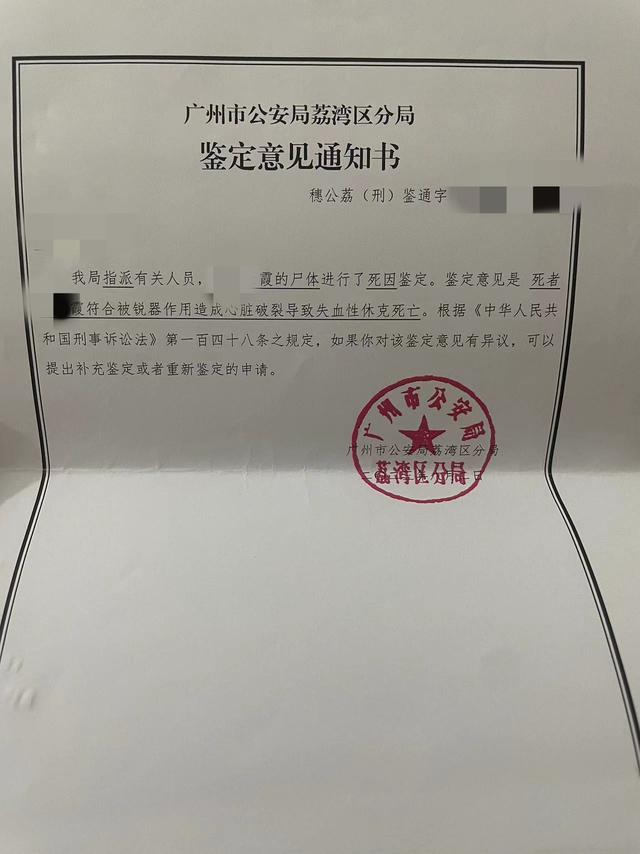 广州市公安局荔湾区分局
鉴定意见通知书
穗公荔（刑）鉴通字
我局指派有关人员，霞的尸体进行了死因鉴定。鉴定意见是 死者
霞符合被锐器作用造成心脏破裂导致失血性休克死亡。根据《中华人民共
和国刑事诉讼法》第一百四十八条之规定，如果你对该鉴定意见有异议，可以
提出补充鉴定或者重新鉴定的申请。
广州市公安局
广州市公安局荔湾区分局
荔湾区分局